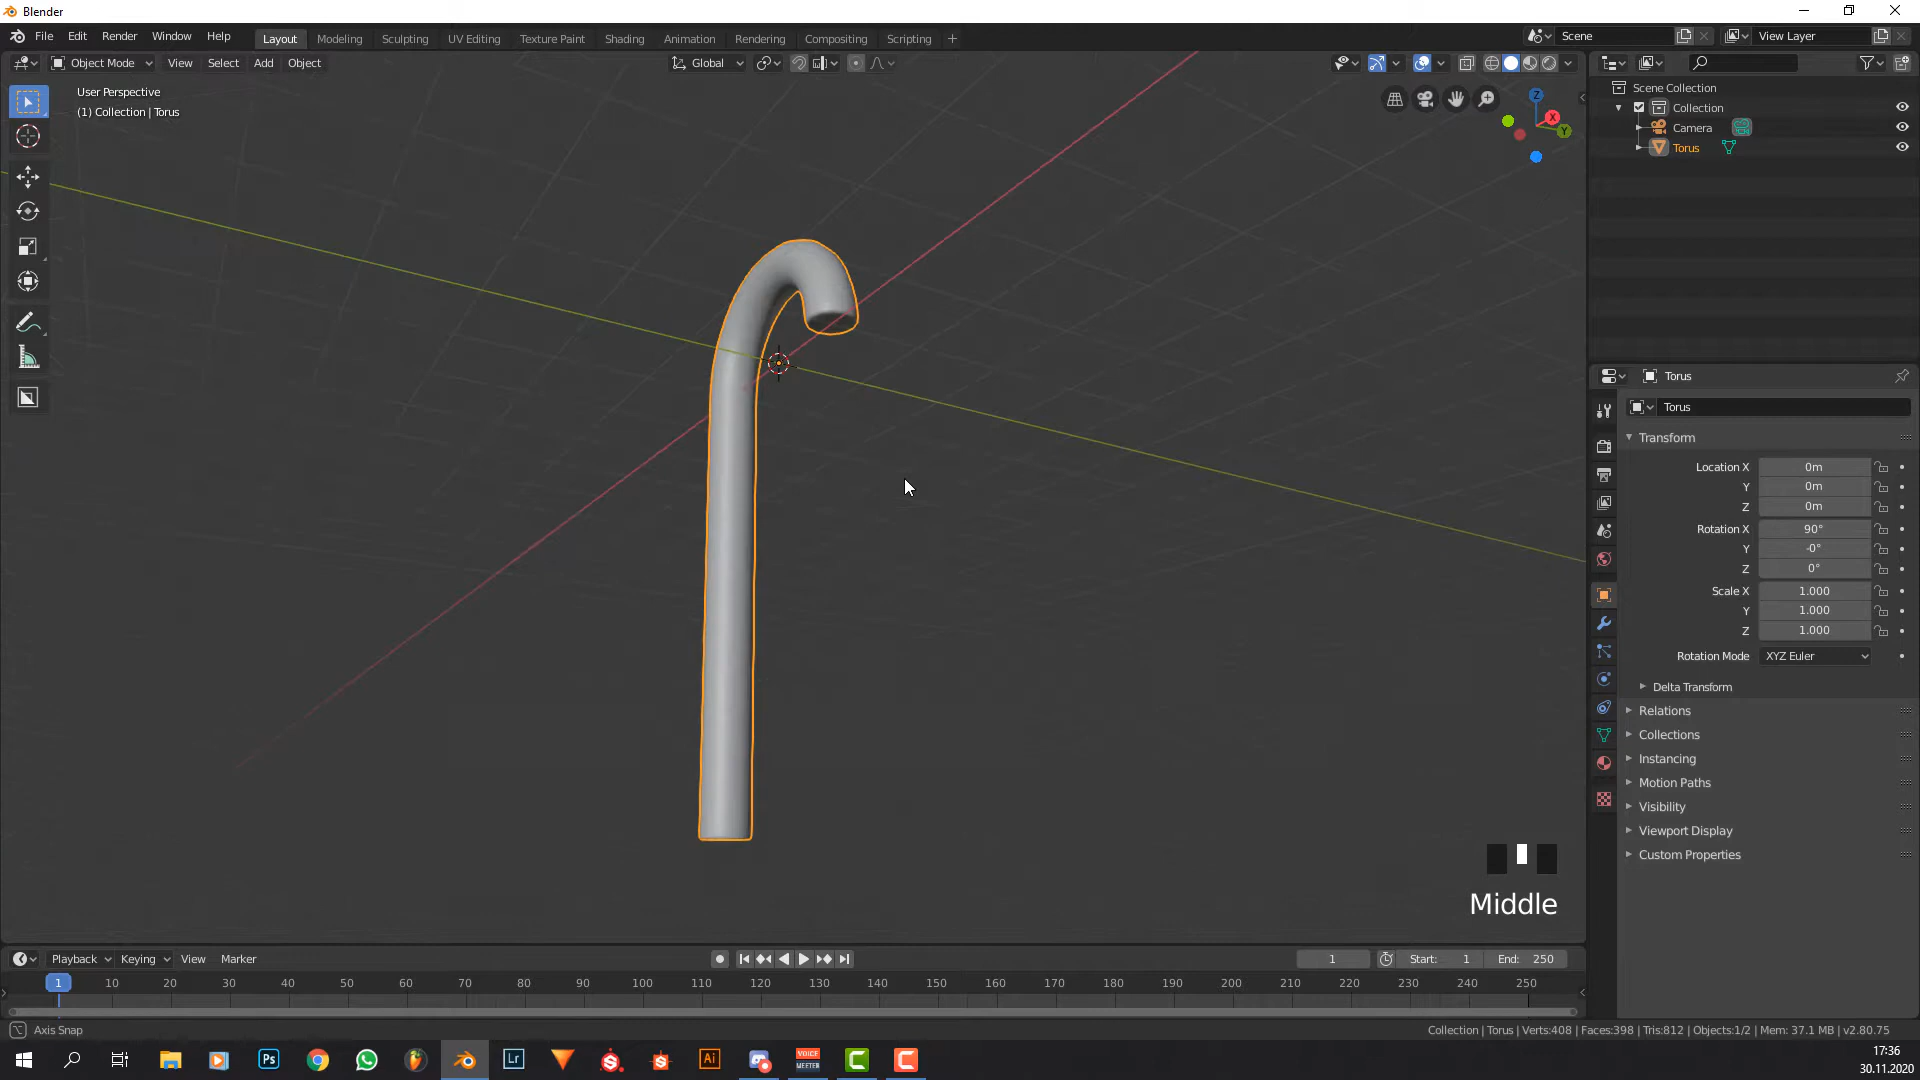 Blender
File Edit Render Window Help Layout Modeling Sculpting UV Editing Texture Paint Shading Animation Rendering Compositing Scripting + Scene View Layer
Object Mode View Select Add Object Global
User Perspective
(1) Collection | Torus
Z X Y
Scene Collection
Collection
Camera
Torus
Torus
Torus
Transform
Location X 0m
Y 0m
Z 0m
Rotation X 90°
Y -0°
Z 0°
Scale X 1.000
Y 1.000
Z 1.000
Rotation Mode XYZ Euler
Delta Transform
Relations
Collections
Instancing
Motion Paths
Visibility
Viewport Display
Custom Properties
Middle
Playback Keying View Marker 1 Start: 1 End: 250
1 10 20 30 40 50 60 70 80 90 100 110 120 130 140 150 160 170 180 190 200 210 220 230 240 250
Axis Snap Collection | Torus | Verts:408 | Faces:398 | Tris:812 | Objects:1/2 | Mem: 37.1 MB | v2.80.75
Ps Lr Ai VOICE MEETER
17:36
30.11.2020